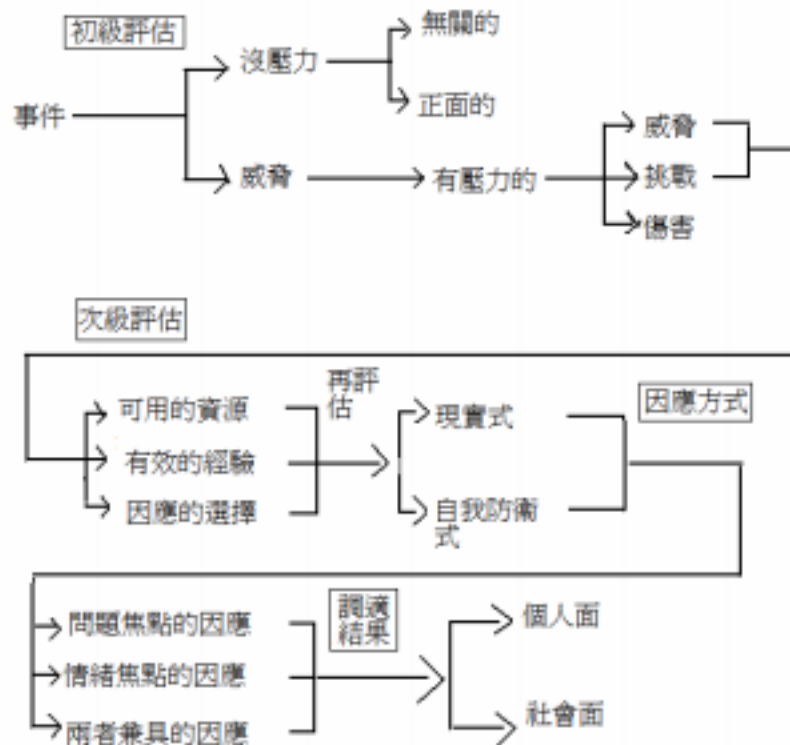 初級評估
無關的
沒壓力
正面的
事件
威脅
有壓力的
威脅
挑戰
傷害
次級評估
再評
估
可用的資源
現實式
因應方式
有效的經驗
因應的選擇
自我防衛
式
調適
結果
問題焦點的因應
個人面
情緒焦點的因應
兩者兼具的因應
社會面